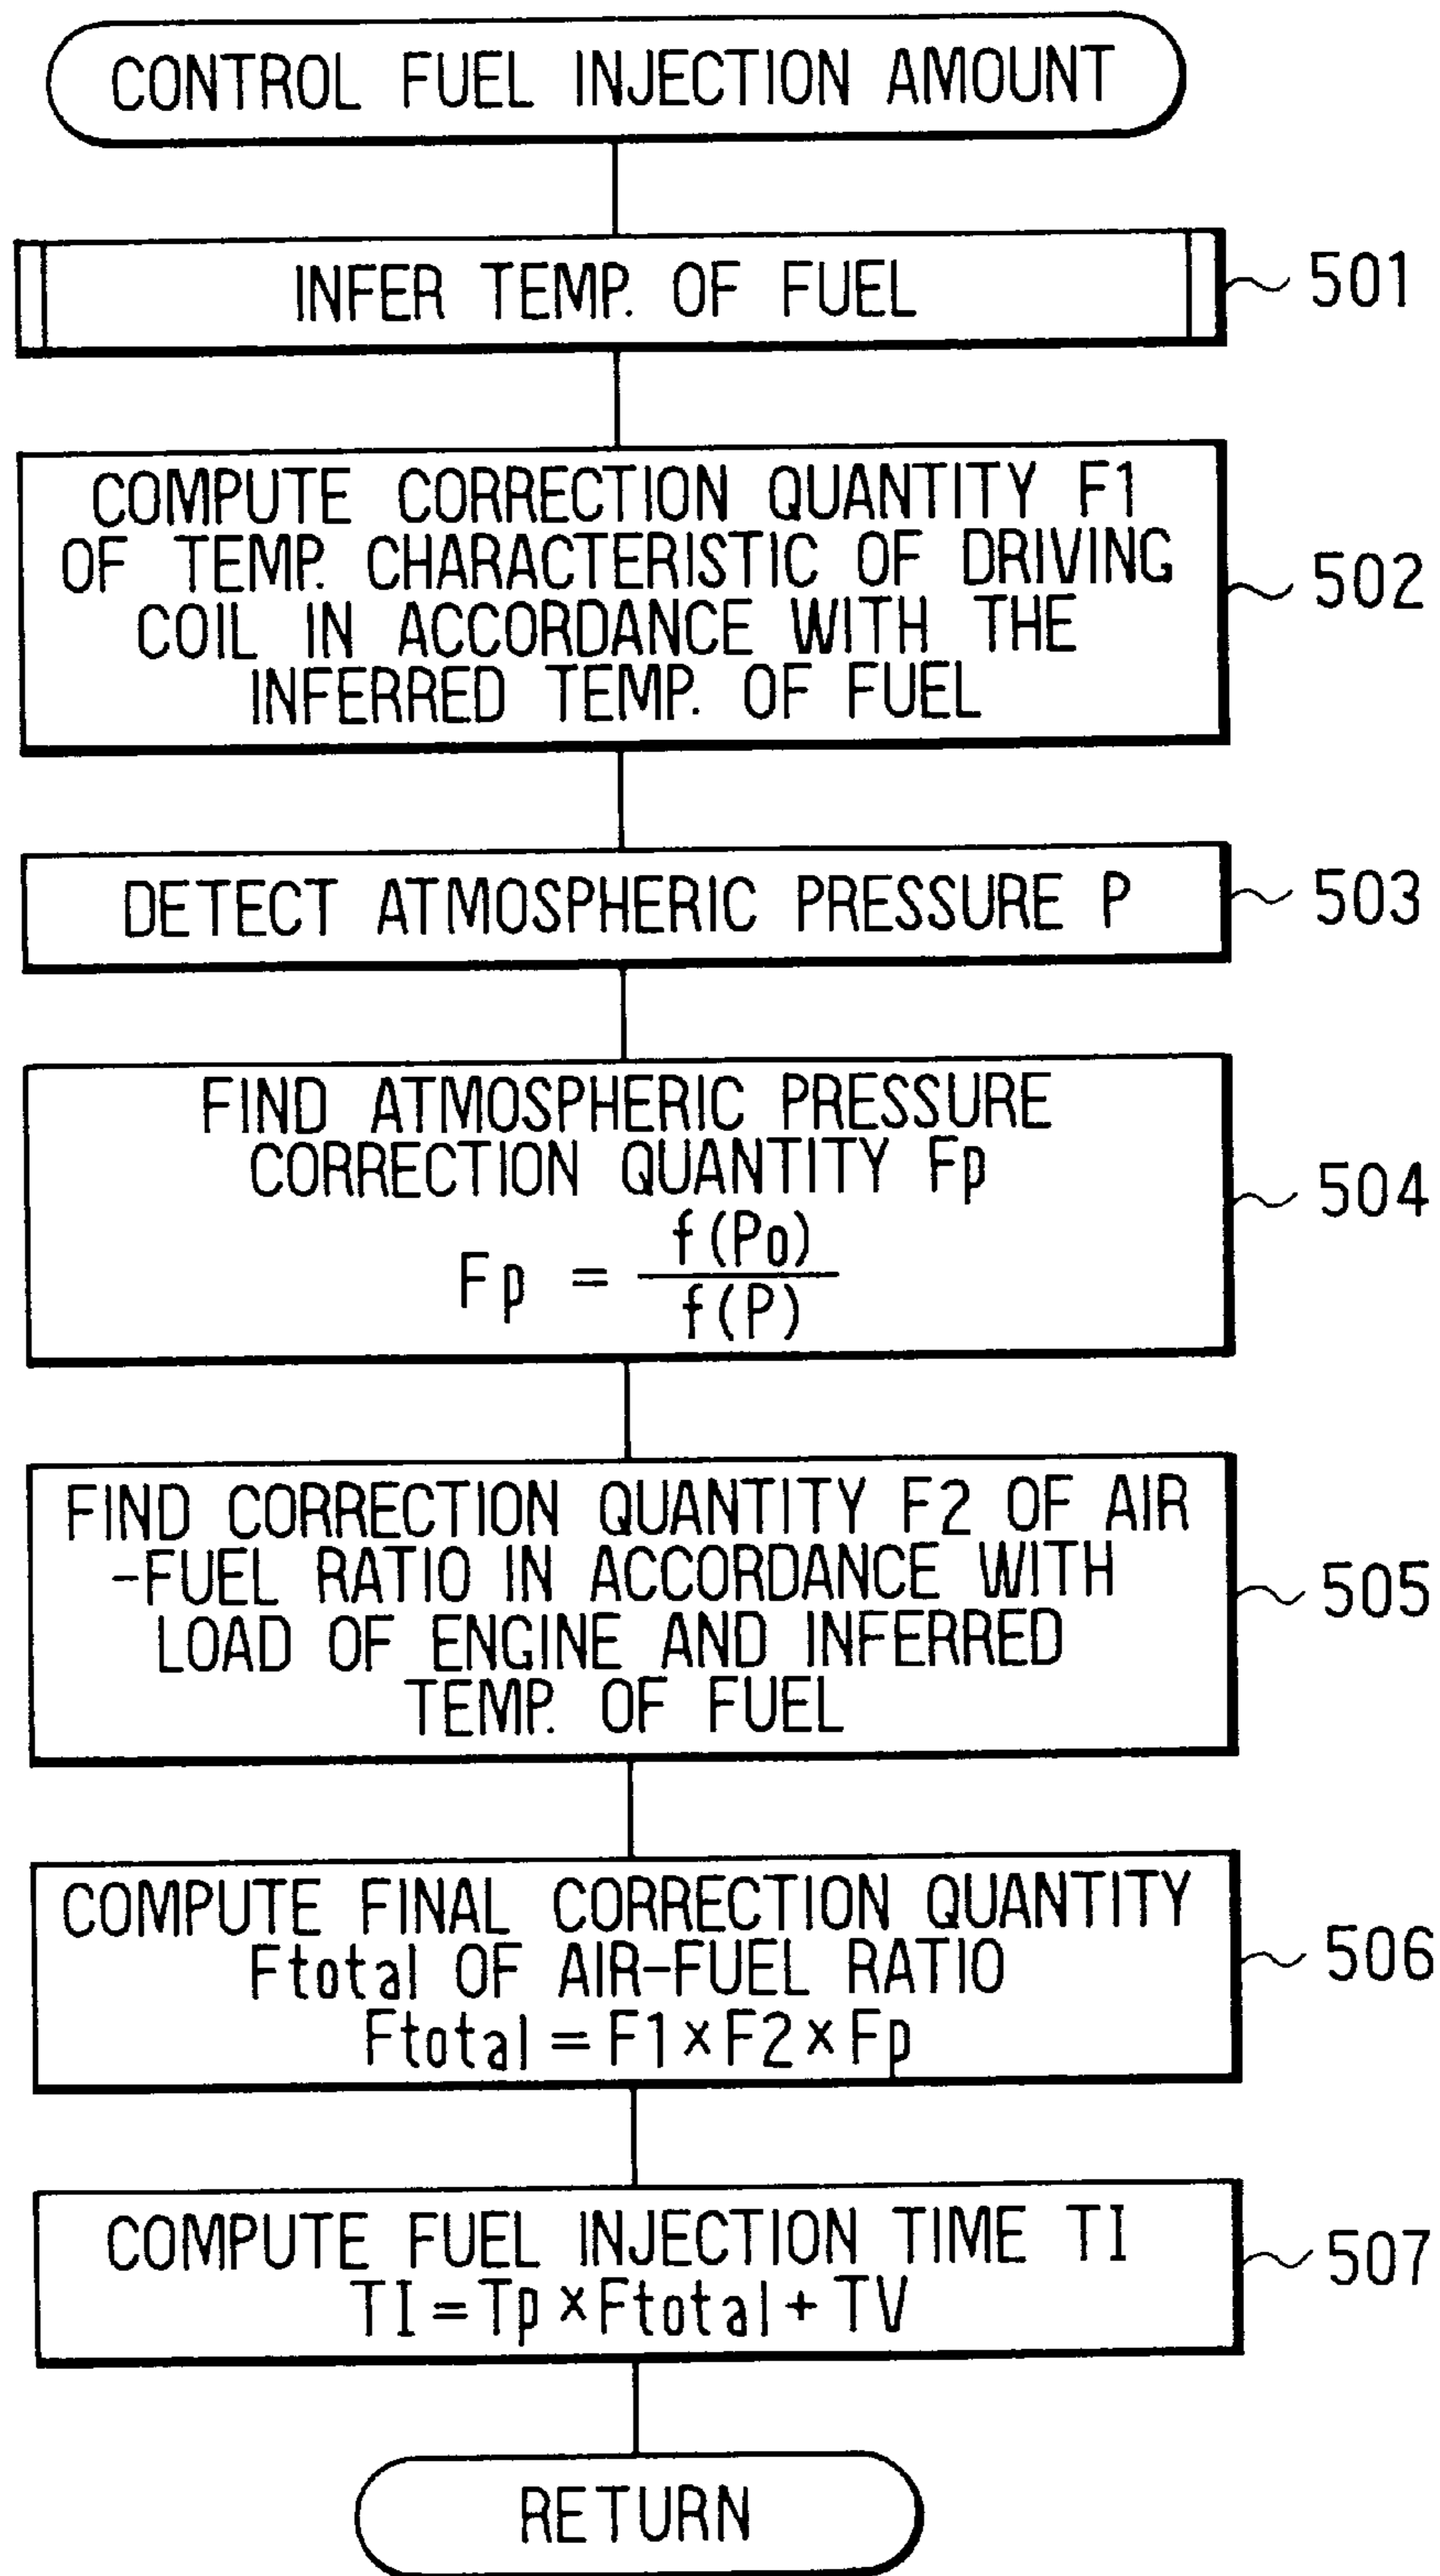 CONTROL FUEL INJECTION AMOUNT
INFER TEMP. OF FUEL
501
COMPUTE CORRECTION QUANTITY F1
OF TEMP. CHARACTERISTIC OF DRIVING
COIL IN ACCORDANCE WITH THE
INFERRED TEMP. OF FUEL
502
DETECT ATMOSPHERIC PRESSURE P
503
FIND ATMOSPHERIC PRESSURE
CORRECTION QUANTITY Fp
Fp = f(P0) / f(P)
504
FIND CORRECTION QUANTITY F2 OF AIR
-FUEL RATIO IN ACCORDANCE WITH
LOAD OF ENGINE AND INFERRED
TEMP. OF FUEL
505
COMPUTE FINAL CORRECTION QUANTITY
Ftotal OF AIR-FUEL RATIO
Ftotal = F1 × F2 × Fp
506
COMPUTE FUEL INJECTION TIME TI
TI = Tp × Ftotal + TV
507
RETURN